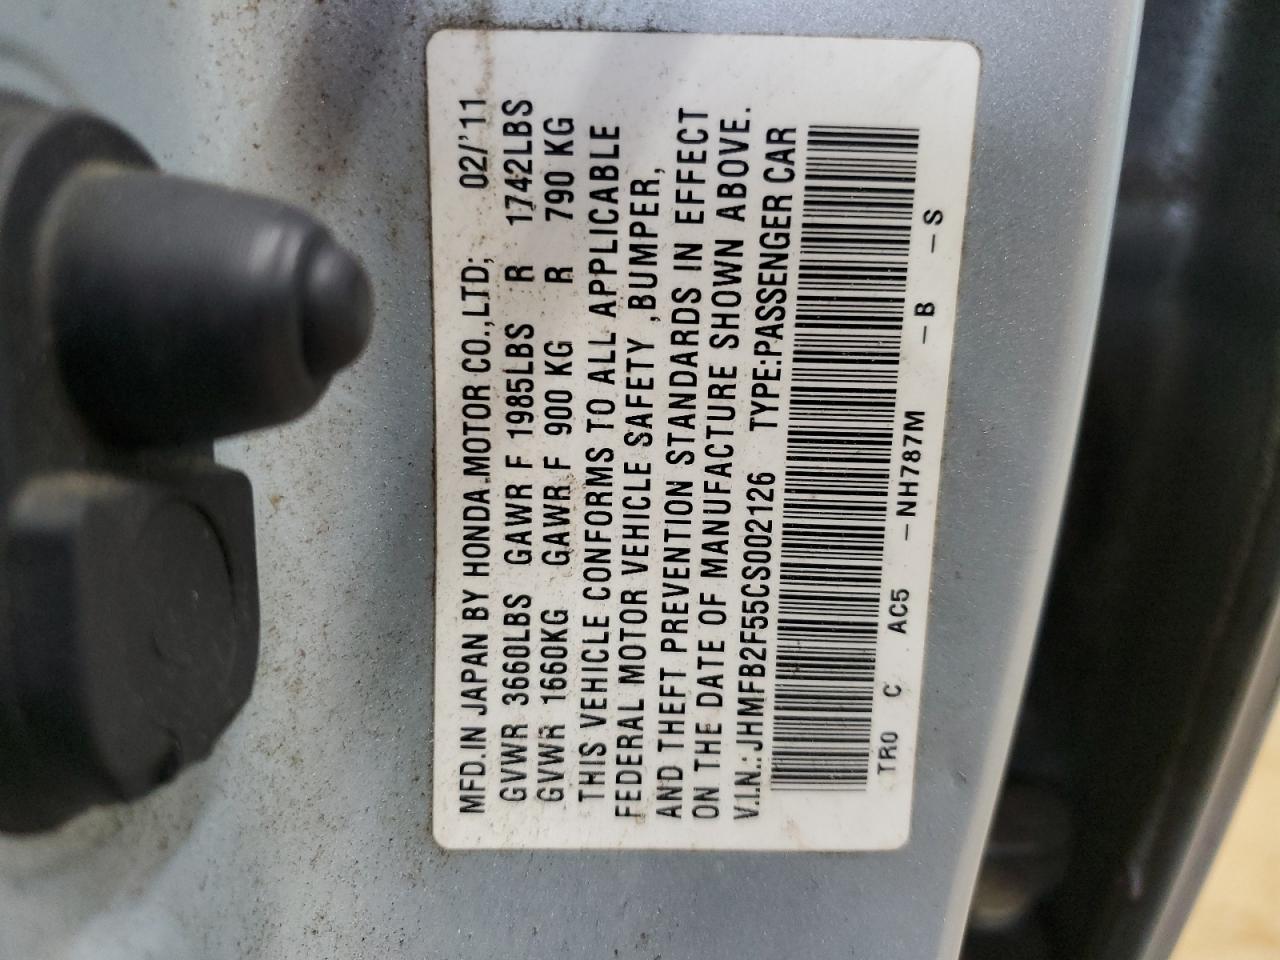 MFD.IN JAPAN BY HONDA MOTOR CO.,LTD; 02/'11
GVWR 3660LBS GAWR F 1985LBS R 1742LBS
GVWR 1660KG GAWR F 900 KG R 790 KG
THIS VEHICLE CONFORMS TO ALL APPLICABLE
FEDERAL MOTOR VEHICLE SAFETY ,BUMPER,
AND THEFT PREVENTION STANDARDS IN EFFECT
ON THE DATE OF MANUFACTURE SHOWN ABOVE.
V.I.N.: JHMFB2F55CS002126 TYPE:PASSENGER CAR
TR0 C AC5 -NH787M -B -S